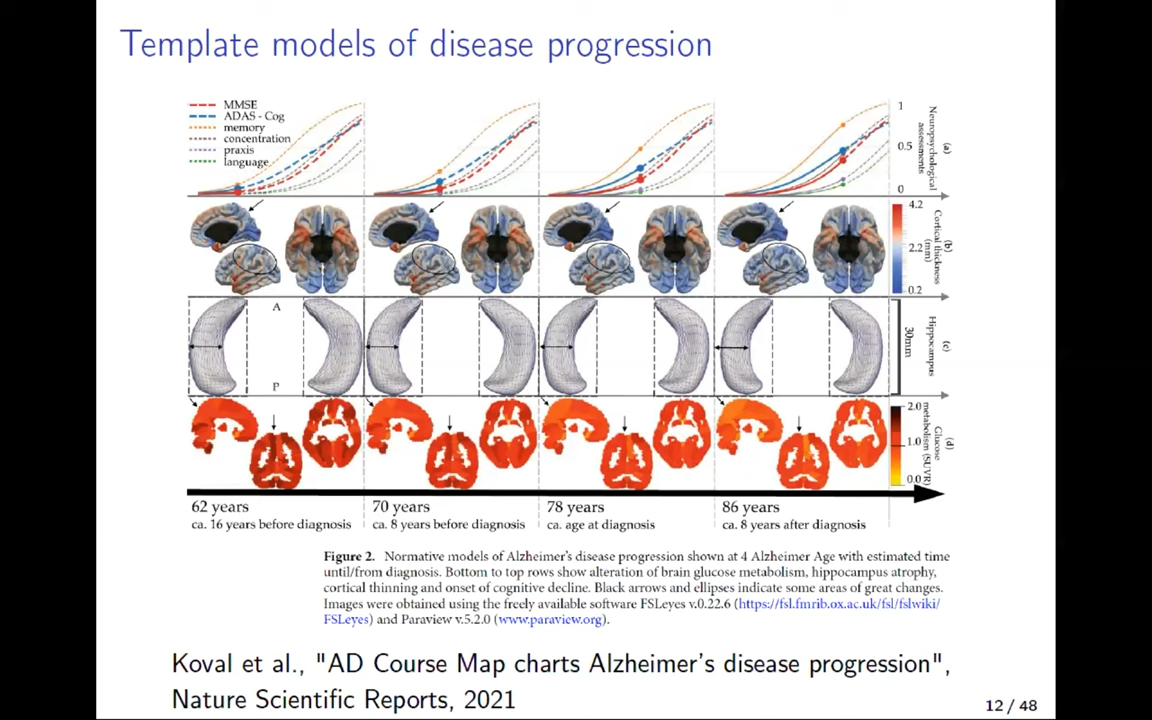 Template models of disease progression
MMSE
ADAS - Cog
memory
concentration
praxis
language
1
0.5
0
Neuropsychological
assessments
(a)
4.2
2.2
0.2
Cortical thickness
(mm)
(b)
A
P
30mm
Hippocampus
(c)
2.0
1.0
0.0
Glucose
metabolism (SUVR)
(d)
62 years
ca. 16 years before diagnosis
70 years
ca. 8 years before diagnosis
78 years
ca. age at diagnosis
86 years
ca. 8 years after diagnosis
Figure 2. Normative models of Alzheimer's disease progression shown at 4 Alzheimer Age with estimated time
until/from diagnosis. Bottom to top rows show alteration of brain glucose metabolism, hippocampus atrophy,
cortical thinning and onset of cognitive decline. Black arrows and ellipses indicate some areas of great changes.
Images were obtained using the freely available software FSLeyes v.0.22.6 (https://fsl.fmrib.ox.ac.uk/fsl/fslwiki/
FSLeyes) and Paraview v.5.2.0 (www.paraview.org).
Koval et al., "AD Course Map charts Alzheimer's disease progression",
Nature Scientific Reports, 2021
12 / 48